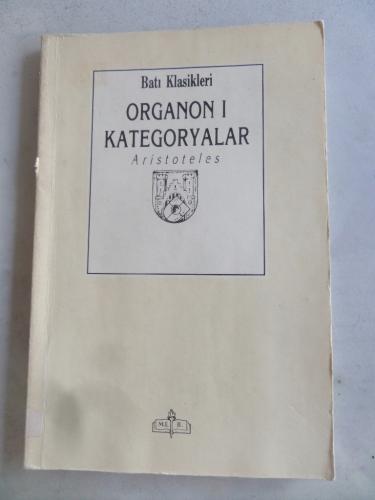 Batı Klasikleri
ORGANON I
KATEGORYALAR
Aristoteles
M.E. B.